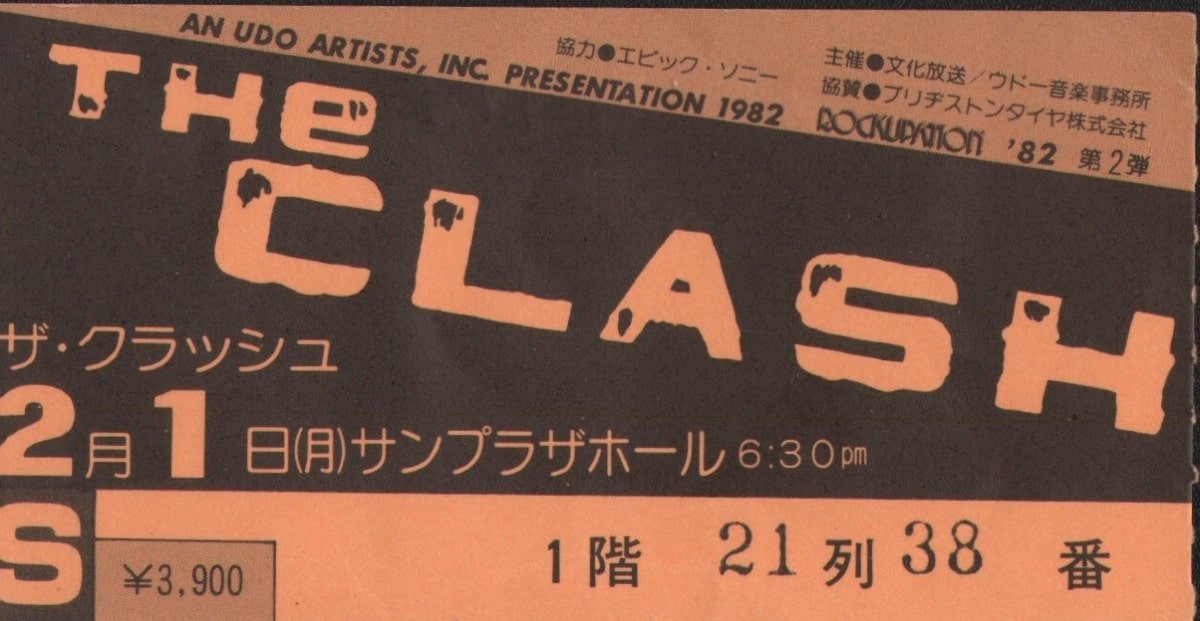 AN UDO ARTISTS, INC. PRESENTATION 1982
協力●エピック・ソニー
主催●文化放送/ウドー音楽事務所
協賛●ブリヂストンタイヤ株式会社
ROCKUPATION '82 第2弾
THe
CLASH
ザ・クラッシュ
2月1日(月)サンプラザホール 6:30pm
S
¥3,900
1階 21列 38番